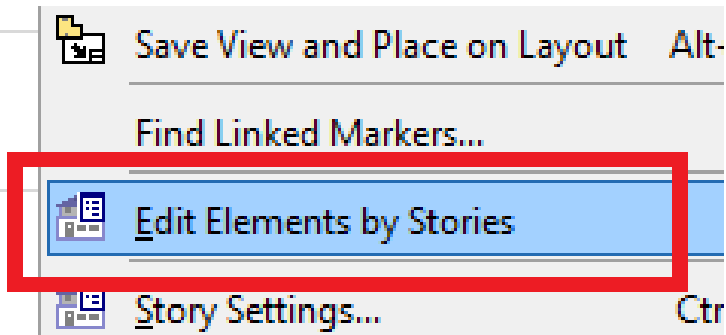 Save View and Place on Layout Alt-
Find Linked Markers...
Edit Elements by Stories
Story Settings... Ctr